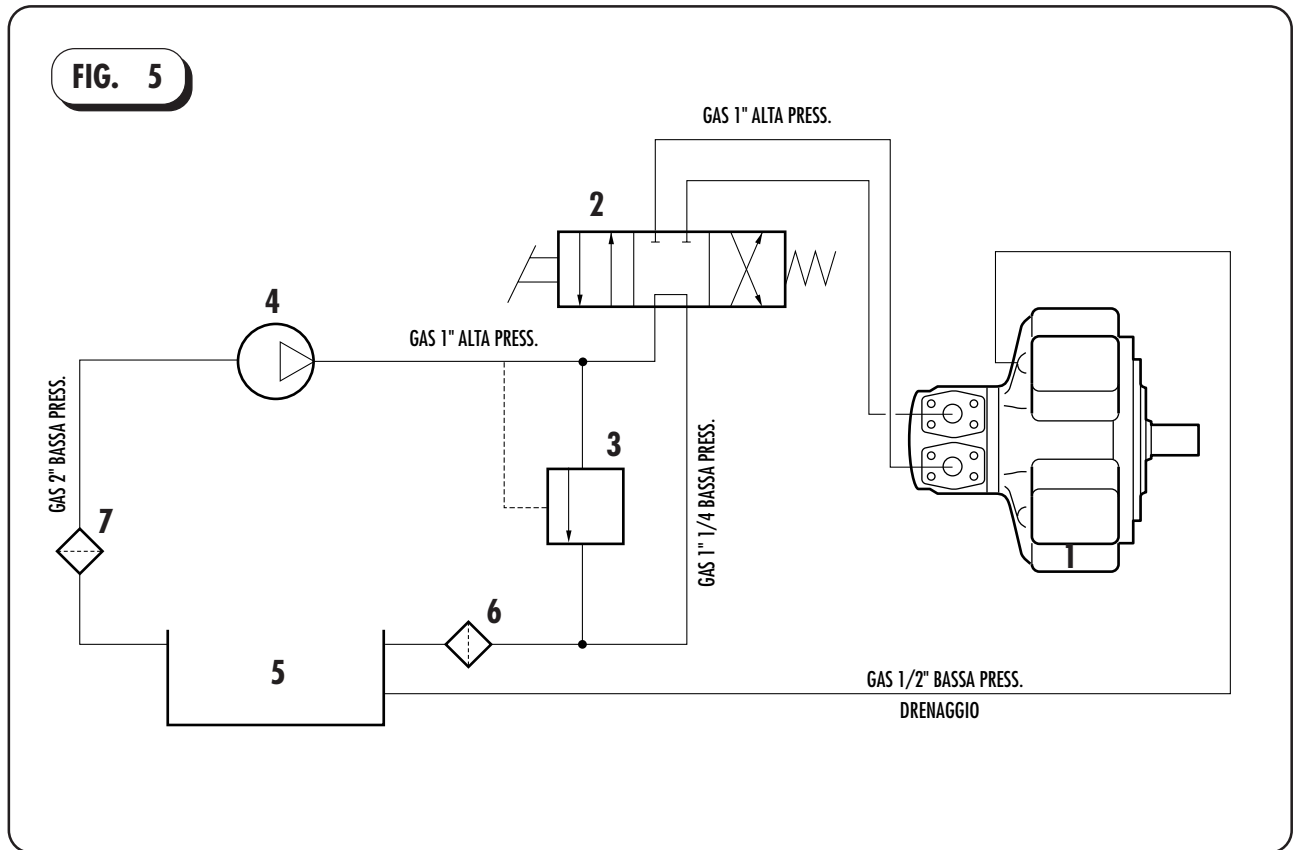 FIG. 5
GAS 1" ALTA PRESS.
2
4
GAS 1" ALTA PRESS.
GAS 2" BASSA PRESS.
3
GAS 1" 1/4 BASSA PRESS.
7
1
6
5
GAS 1/2" BASSA PRESS.
DRENAGGIO